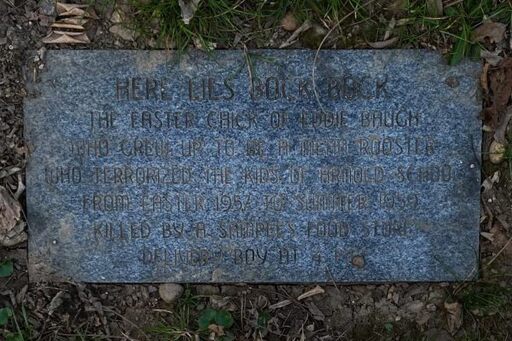 HERE LIES BOCK BOCK
THE EASTER CHICK OF EDDIE BAUGH
WHO GREW UP TO BE A MEAN ROOSTER
WHO TERRORIZED THE KIDS OF ARNOLD SCHOOL
FROM EASTER 1957 TO SUMMER 1959
KILLED BY A FOOD STORE
DELIVERY BOY AT 4